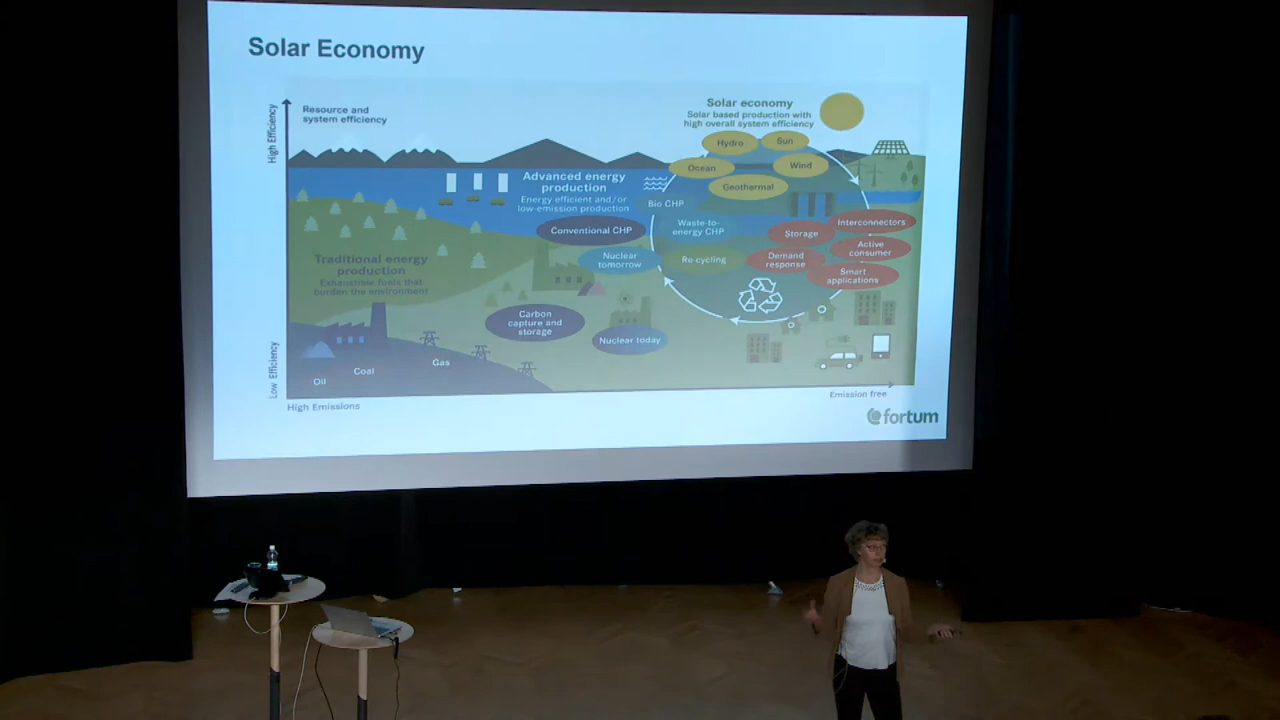 Solar Economy
High Efficiency
Resource and
system efficiency
Solar economy
Solar based production with
high overall system efficiency
Hydro
Sun
Ocean
Wind
Geothermal
Advanced energy
production
Energy efficient and/or
low-emission production
Bio CHP
Conventional CHP
Waste-to-
energy CHP
Storage
Interconnectors
Nuclear
tomorrow
Re-cycling
Demand
response
Active
consumer
Smart
applications
Traditional energy
production
Exhaustible fuels that
burden the environment
Carbon
capture and
storage
Nuclear today
Gas
Coal
Oil
Low Efficiency
High Emissions
Emission free
fortum